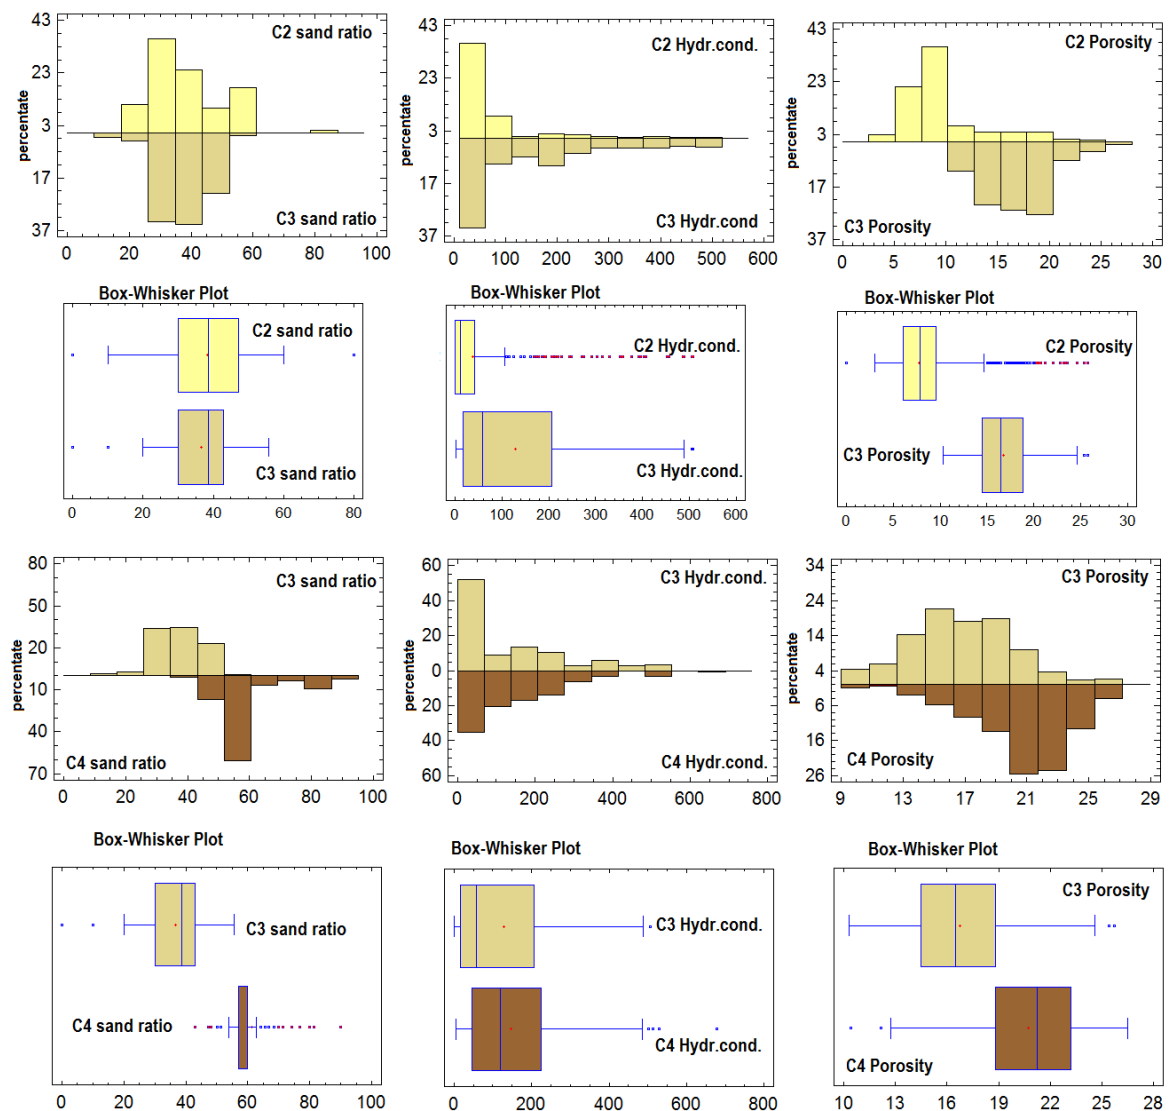 43
23
3
17
37
percentate
C2 sand ratio
C3 sand ratio
0 20 40 60 80 100
43
23
3
17
37
percentate
C2 Hydr.cond.
C3 Hydr.cond
0 100 200 300 400 500 600
43
23
3
17
37
percentate
C2 Porosity
C3 Porosity
0 5 10 15 20 25 30
Box-Whisker Plot
C2 sand ratio
C3 sand ratio
0 20 40 60 80
Box-Whisker Plot
C2 Hydr.cond.
C3 Hydr.cond.
0 100 200 300 400 500 600
Box-Whisker Plot
C2 Porosity
C3 Porosity
0 5 10 15 20 25 30
80
50
20
10
40
70
percentate
C3 sand ratio
C4 sand ratio
0 20 40 60 80 100
60
40
20
0
20
40
60
C3 Hydr.cond.
C4 Hydr.cond.
0 200 400 600 800
34
24
14
4
6
16
26
percentate
C3 Porosity
C4 Porosity
9 13 17 21 25 29
Box-Whisker Plot
C3 sand ratio
C4 sand ratio
0 20 40 60 80 100
Box-Whisker Plot
C3 Hydr.cond.
C4 Hydr.cond.
0 200 400 600 800
Box-Whisker Plot
C3 Porosity
C4 Porosity
10 13 16 19 22 25 28